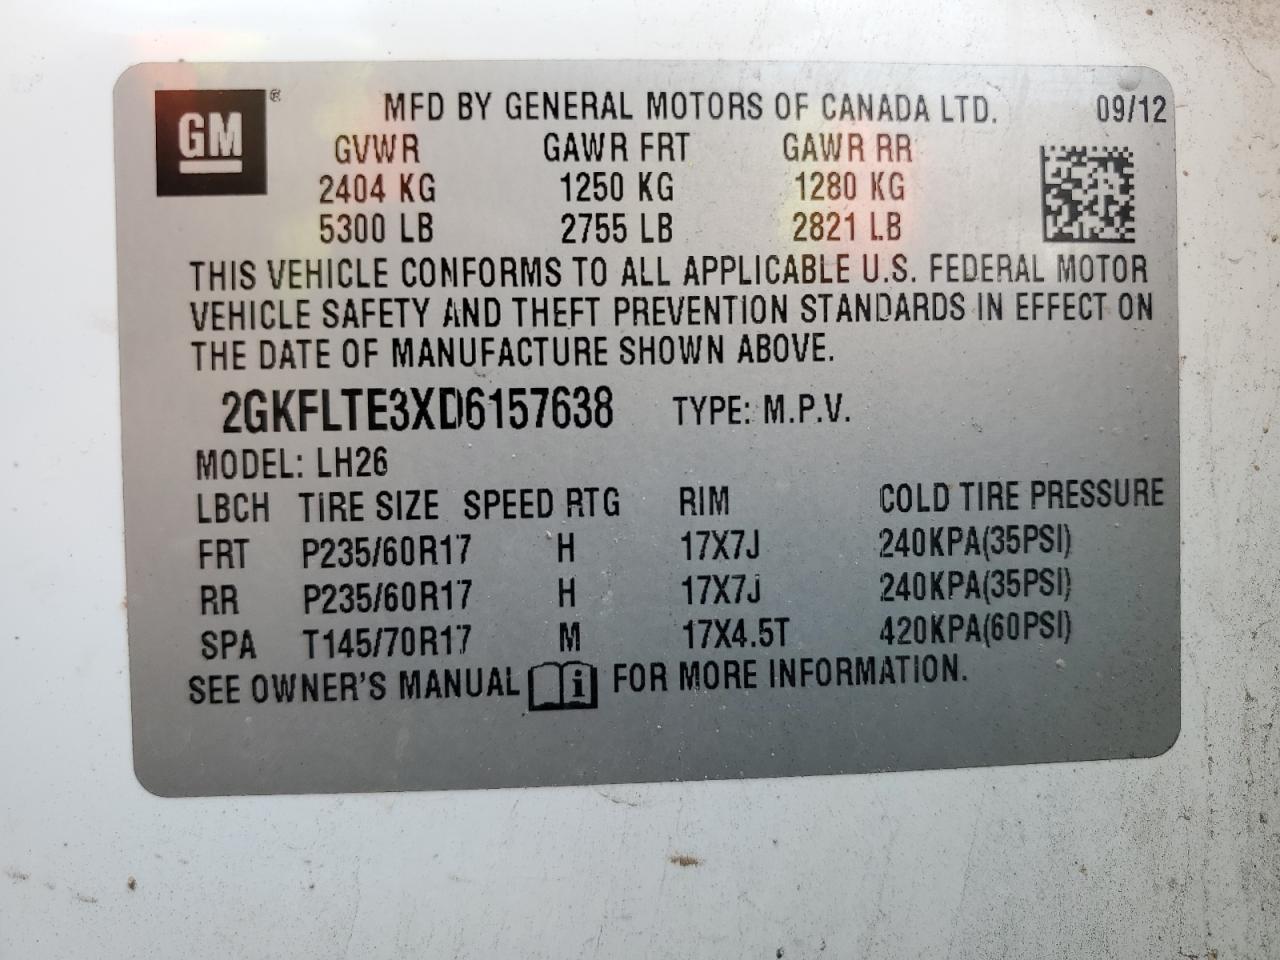 GM ® MFD BY GENERAL MOTORS OF CANADA LTD. 09/12
GVWR GAWR FRT GAWR RR
2404 KG 1250 KG 1280 KG
5300 LB 2755 LB 2821 LB
THIS VEHICLE CONFORMS TO ALL APPLICABLE U.S. FEDERAL MOTOR
VEHICLE SAFETY AND THEFT PREVENTION STANDARDS IN EFFECT ON
THE DATE OF MANUFACTURE SHOWN ABOVE.
2GKFLTE3XD6157638 TYPE: M.P.V.
MODEL: LH26
LBCH TIRE SIZE SPEED RTG RIM COLD TIRE PRESSURE
FRT P235/60R17 H 17X7J 240KPA(35PSI)
RR P235/60R17 H 17X7J 240KPA(35PSI)
SPA T145/70R17 M 17X4.5T 420KPA(60PSI)
SEE OWNER'S MANUAL i FOR MORE INFORMATION.